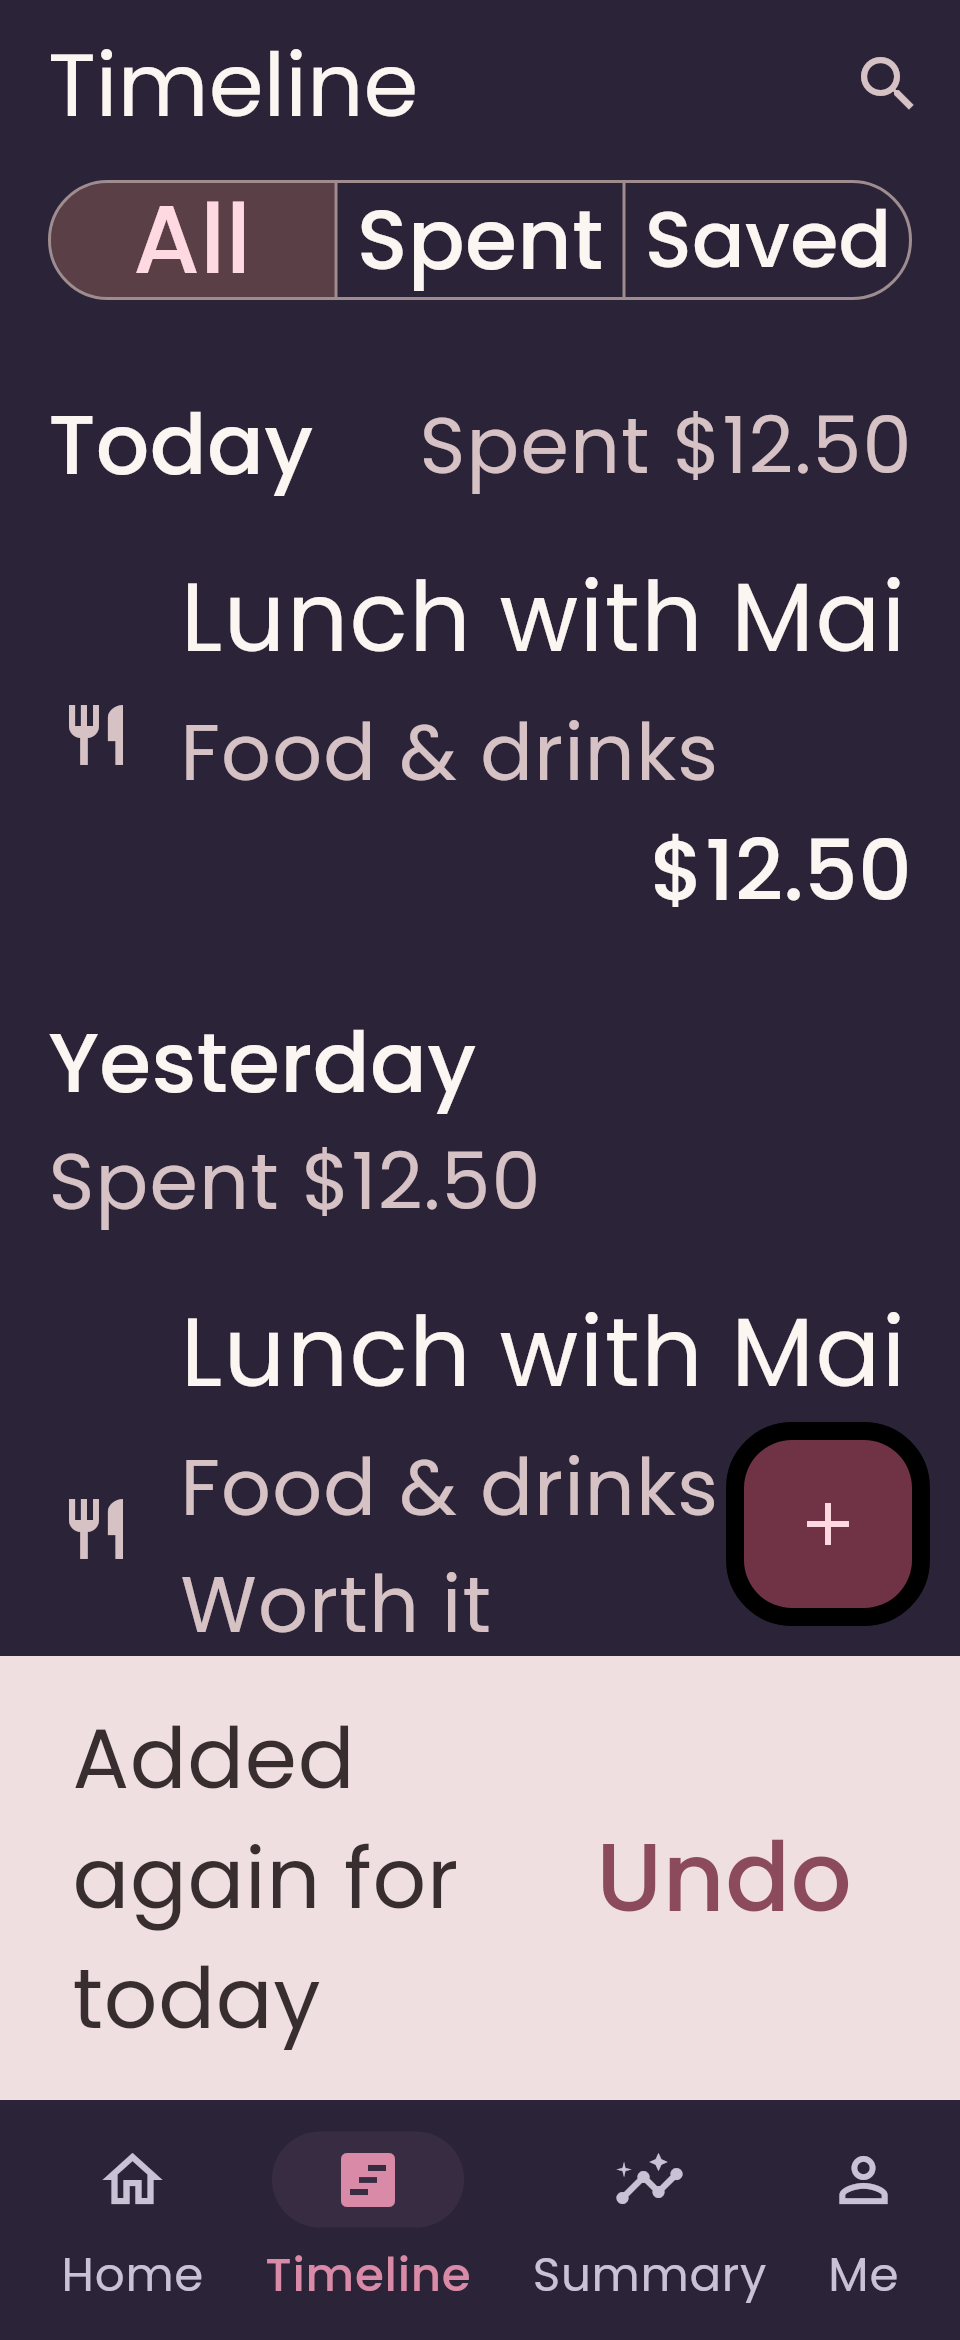 Timeline
All Spent Saved
Today Spent $12.50
Lunch with Mai
Food & drinks
$12.50
Yesterday
Spent $12.50
Lunch with Mai
Food & drinks
Worth it
Added
again for
today
Undo
Home Timeline Summary Me